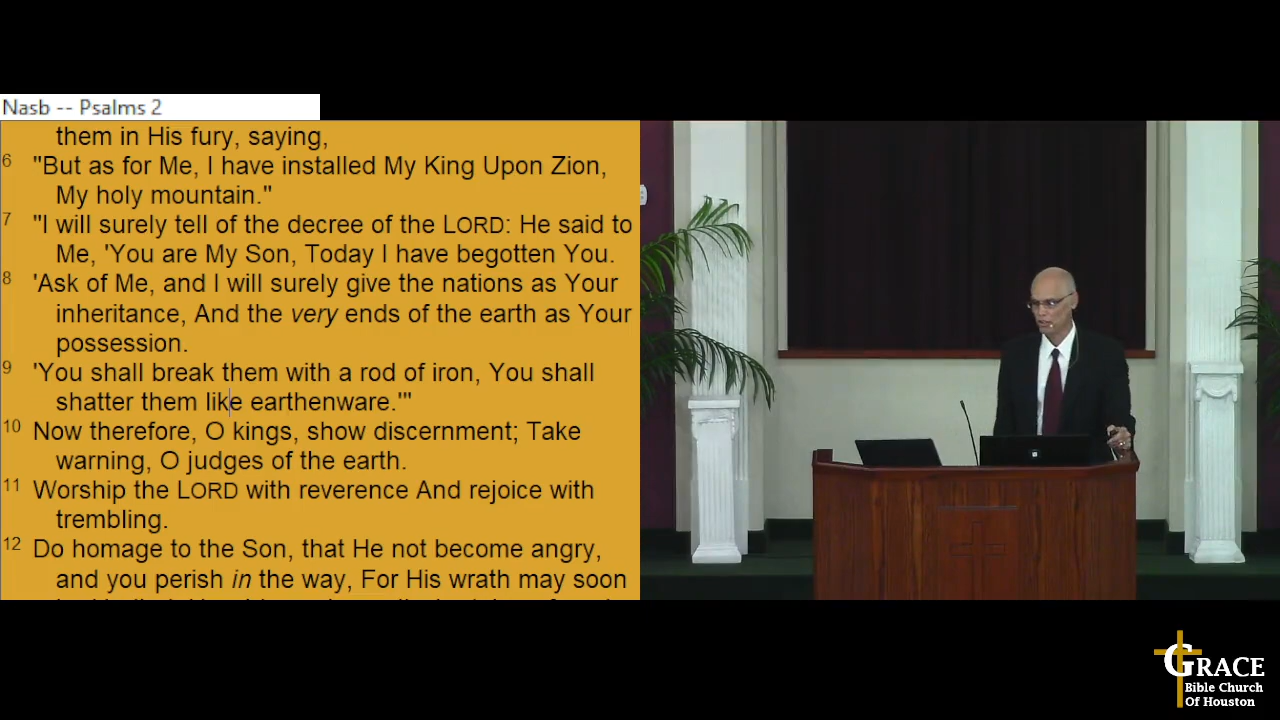 Nasb -- Psalms 2
them in His fury, saying,
6 "But as for Me, I have installed My King Upon Zion,
My holy mountain."
7 "I will surely tell of the decree of the LORD: He said to
Me, 'You are My Son, Today I have begotten You.
8 'Ask of Me, and I will surely give the nations as Your
inheritance, And the very ends of the earth as Your
possession.
9 'You shall break them with a rod of iron, You shall
shatter them like earthenware.'"
10 Now therefore, O kings, show discernment; Take
warning, O judges of the earth.
11 Worship the LORD with reverence And rejoice with
trembling.
12 Do homage to the Son, that He not become angry,
and you perish in the way, For His wrath may soon
GRACE
Bible Church
Of Houston